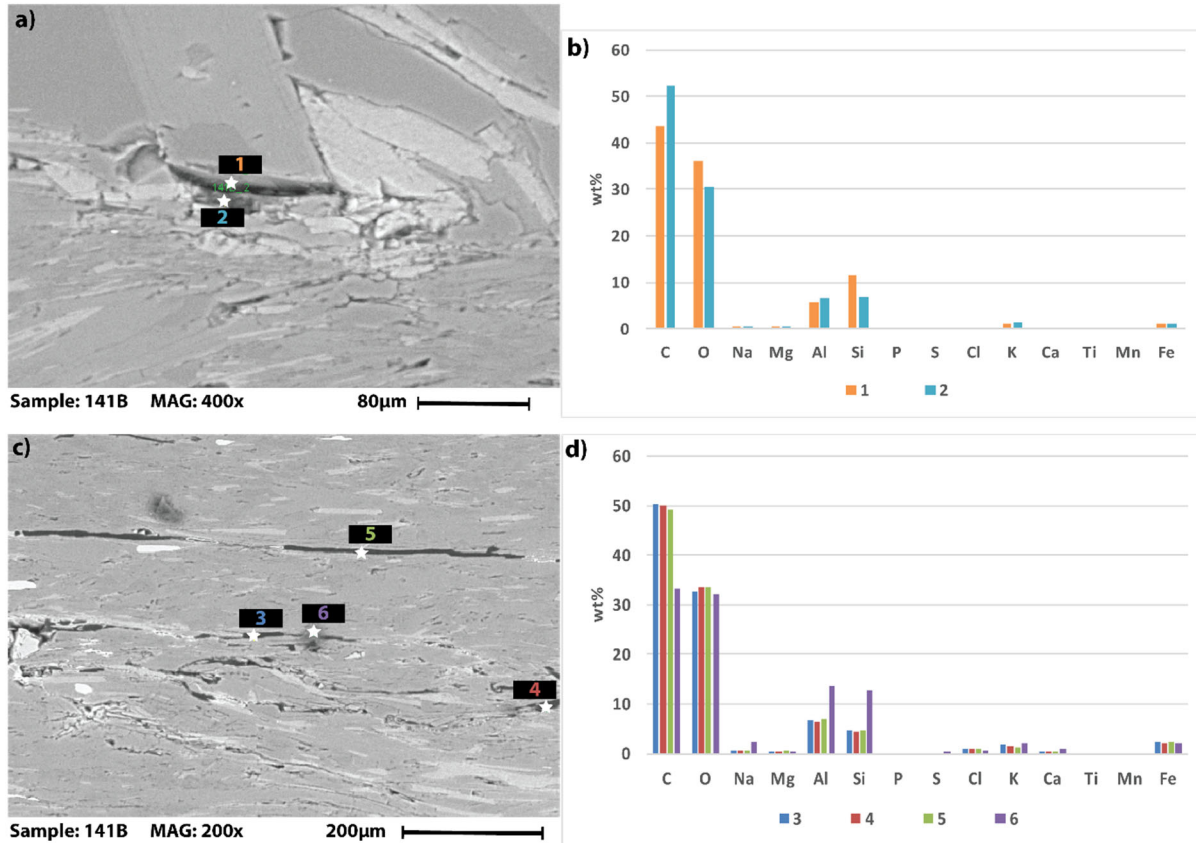 a)
1
2
Sample: 141B MAG: 400x 80µm
b)
60
50
40
30
20
10
0
wt%
C O Na Mg Al Si P S Cl K Ca Ti Mn Fe
1 2
c)
5
3 6
4
Sample: 141B MAG: 200x 200µm
d)
60
50
40
30
20
10
0
wt%
C O Na Mg Al Si P S Cl K Ca Ti Mn Fe
3 4 5 6